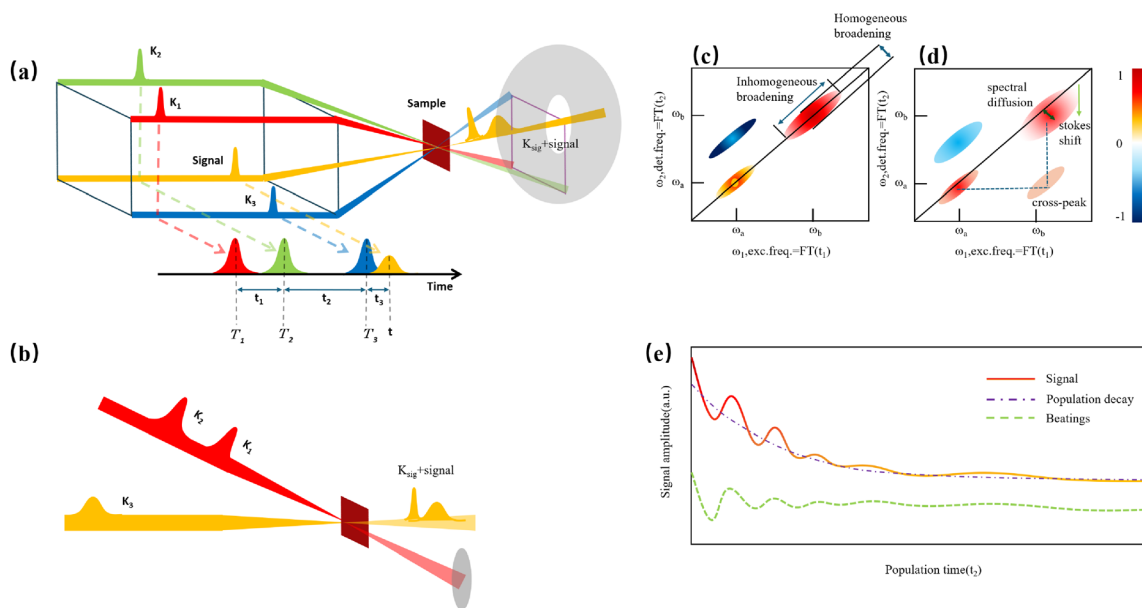 (a)
K2
K1
Signal
K3
Sample
Ksig+signal
Time
t1
t2
t3
T1
T2
T3
t
(b)
K2
K1
K3
Ksig+signal
(c)
Homogeneous
broadening
Inhomogeneous
broadening
ω2,det.freq.=FT(t2)
ωb
ωa
ωa
ωb
ω1,exc.freq.=FT(t1)
(d)
spectral
diffusion
stokes
shift
cross-peak
ω2,det.freq.=FT(t2)
ωb
ωa
ωa
ωb
ω1,exc.freq.=FT(t1)
1
0
-1
(e)
Signal
Population decay
Beatings
Signal amplitude(a.u.)
Population time(t2)